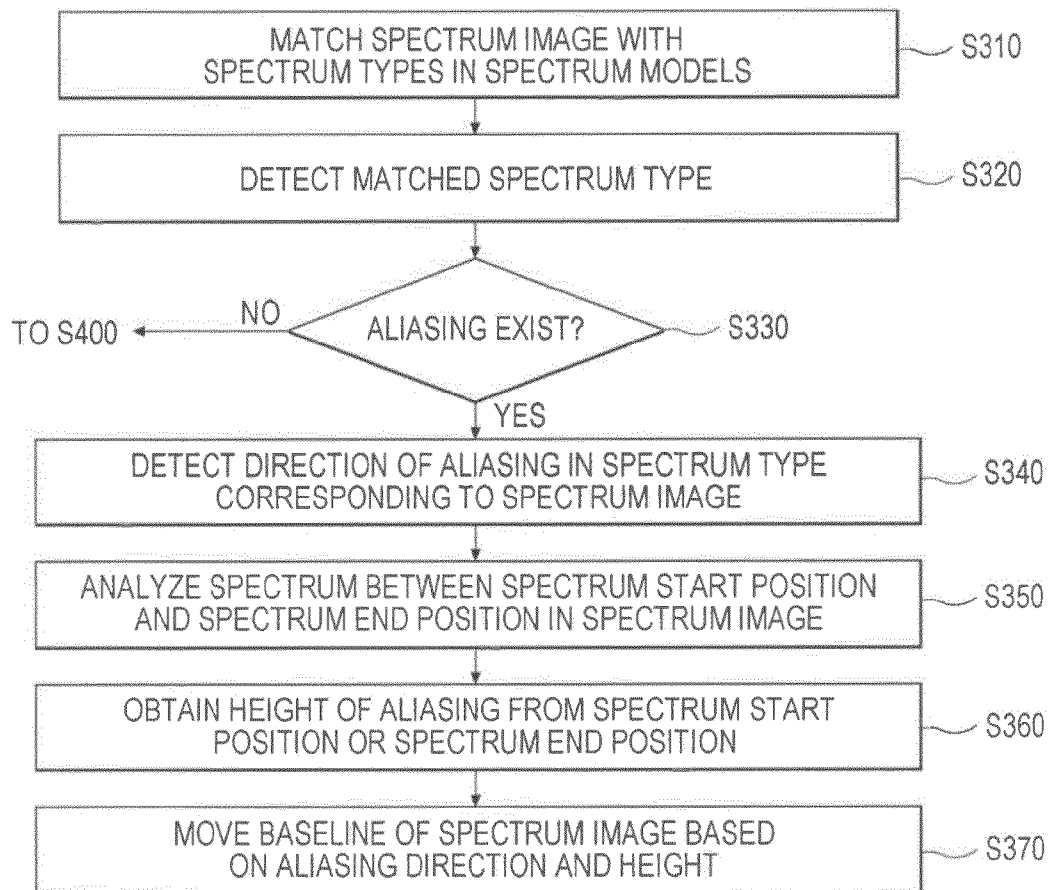 MATCH SPECTRUM IMAGE WITH
SPECTRUM TYPES IN SPECTRUM MODELS
S310
DETECT MATCHED SPECTRUM TYPE
S320
NO
TO S400
ALIASING EXIST?
S330
YES
DETECT DIRECTION OF ALIASING IN SPECTRUM TYPE
CORRESPONDING TO SPECTRUM IMAGE
S340
ANALYZE SPECTRUM BETWEEN SPECTRUM START POSITION
AND SPECTRUM END POSITION IN SPECTRUM IMAGE
S350
OBTAIN HEIGHT OF ALIASING FROM SPECTRUM START
POSITION OR SPECTRUM END POSITION
S360
MOVE BASELINE OF SPECTRUM IMAGE BASED
ON ALIASING DIRECTION AND HEIGHT
S370